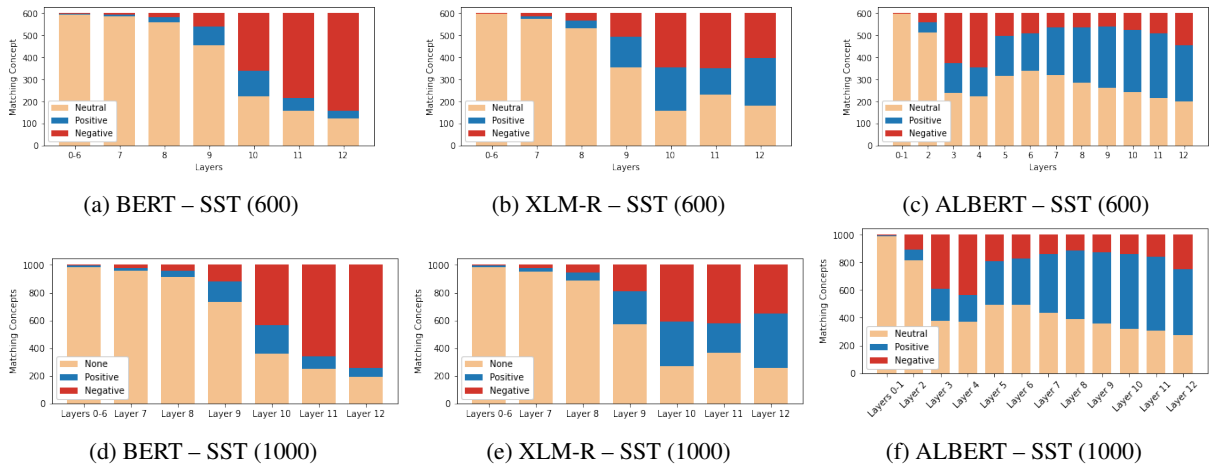 Matching Concept
600
500
400
300
200
100
0
Neutral
Positive
Negative
0-6 7 8 9 10 11 12
Layers
(a) BERT – SST (600)
Matching Concept
600
500
400
300
200
100
0
Neutral
Positive
Negative
0-6 7 8 9 10 11 12
Layers
(b) XLM-R – SST (600)
Matching Concept
600
500
400
300
200
100
0
Neutral
Positive
Negative
0-1 2 3 4 5 6 7 8 9 10 11 12
Layers
(c) ALBERT – SST (600)
Matching Concepts
1000
800
600
400
200
0
None
Positive
Negative
Layers 0-6 Layer 7 Layer 8 Layer 9 Layer 10 Layer 11 Layer 12
(d) BERT – SST (1000)
Matching Concepts
1000
800
600
400
200
0
None
Positive
Negative
Layers 0-6 Layer 7 Layer 8 Layer 9 Layer 10 Layer 11 Layer 12
(e) XLM-R – SST (1000)
Matching Concepts
1000
800
600
400
200
0
Neutral
Positive
Negative
Layers 0-1 Layer 2 Layer 3 Layer 4 Layer 5 Layer 6 Layer 7 Layer 8 Layer 9 Layer 10 Layer 11 Layer 12
(f) ALBERT – SST (1000)